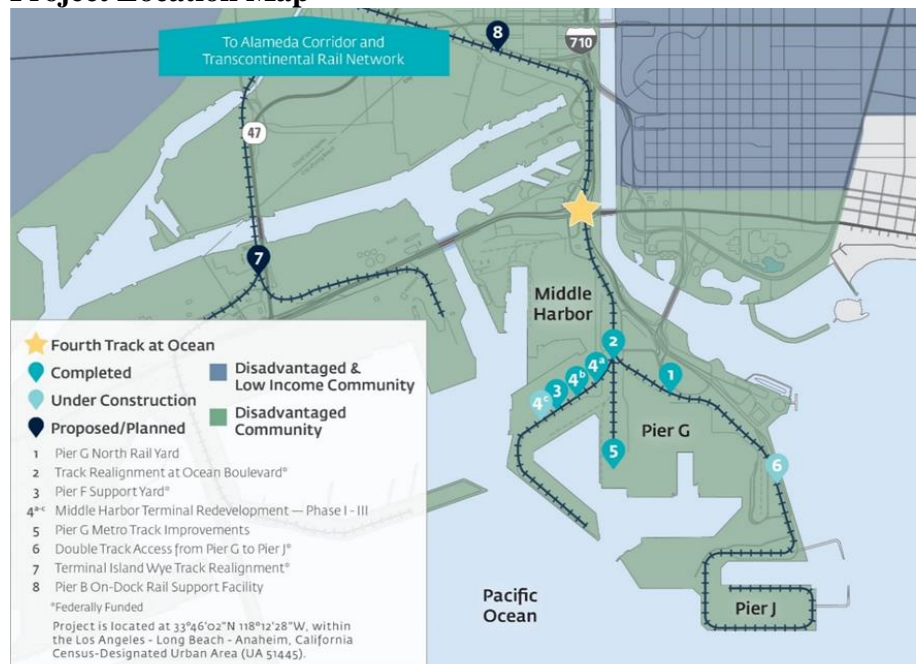 Project Location Map
To Alameda Corridor and
Transcontinental Rail Network
8
710
47
7
Middle
Harbor
2
4ᵃ
4ᵇ
3
4ᶜ
1
Pier G
5
6
Pier J
Pacific
Ocean
Fourth Track at Ocean
Completed
Under Construction
Proposed/Planned
Disadvantaged &
Low Income Community
Disadvantaged
Community
1 Pier G North Rail Yard
2 Track Realignment at Ocean Boulevard*
3 Pier F Support Yard*
4ᵃ⁻ᶜ Middle Harbor Terminal Redevelopment — Phase I - III
5 Pier G Metro Track Improvements
6 Double Track Access from Pier G to Pier J*
7 Terminal Island Wye Track Realignment*
8 Pier B On-Dock Rail Support Facility
*Federally Funded
Project is located at 33°46'02"N 118°12'28"W, within
the Los Angeles - Long Beach - Anaheim, California
Census-Designated Urban Area (UA 51445).